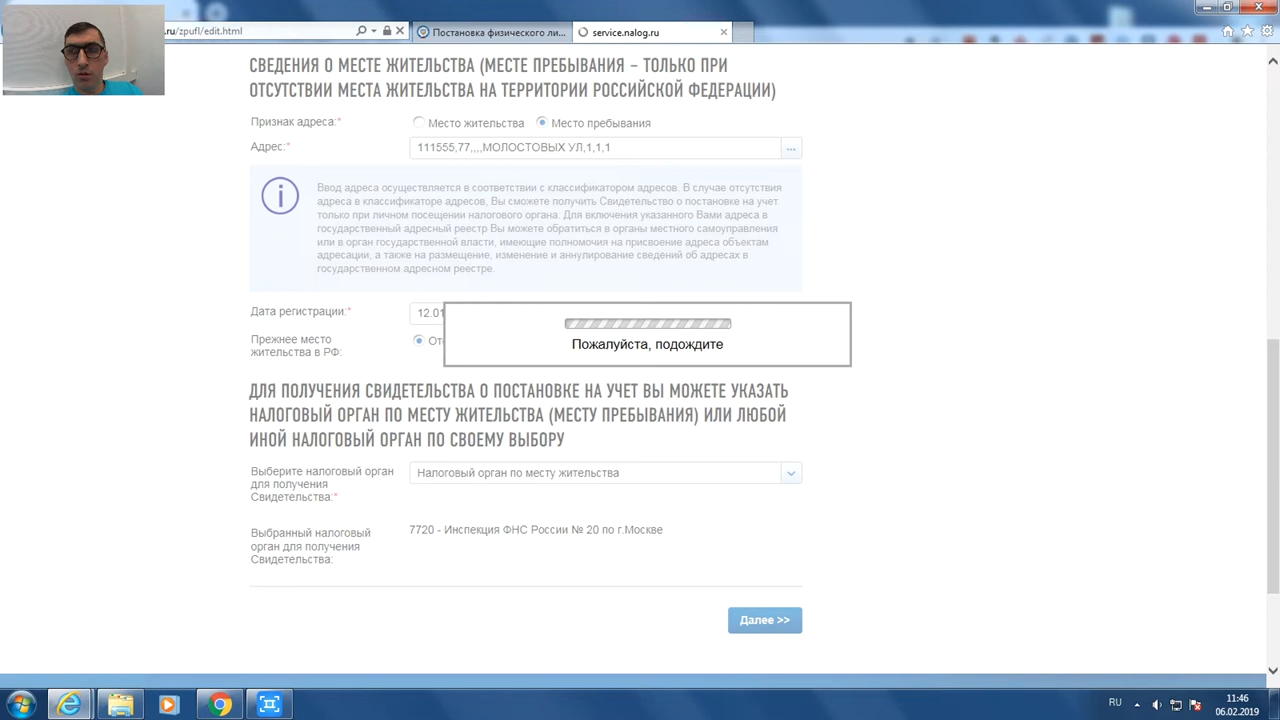 .ru/zpufl/edit.html
Постановка физического ли...
service.nalog.ru
СВЕДЕНИЯ О МЕСТЕ ЖИТЕЛЬСТВА (МЕСТЕ ПРЕБЫВАНИЯ – ТОЛЬКО ПРИ
ОТСУТСТВИИ МЕСТА ЖИТЕЛЬСТВА НА ТЕРРИТОРИИ РОССИЙСКОЙ ФЕДЕРАЦИИ)
Признак адреса:*
Место жительства
Место пребывания
Адрес:*
111555,77,,,,МОЛОСТОВЫХ УЛ,1,1,1
...
Ввод адреса осуществляется в соответствии с классификатором адресов. В случае отсутствия
адреса в классификаторе адресов, Вы сможете получить Свидетельство о постановке на учет
только при личном посещении налогового органа. Для включения указанного Вами адреса в
государственный адресный реестр Вы можете обратиться в органы местного самоуправления
или в орган государственной власти, имеющие полномочия на присвоение адреса объектам
адресации, а также на размещение, изменение и аннулирование сведений об адресах в
государственном адресном реестре.
Дата регистрации:*
12.01
Прежнее место
жительства в РФ:
Пожалуйста, подождите
ДЛЯ ПОЛУЧЕНИЯ СВИДЕТЕЛЬСТВА О ПОСТАНОВКЕ НА УЧЕТ ВЫ МОЖЕТЕ УКАЗАТЬ
НАЛОГОВЫЙ ОРГАН ПО МЕСТУ ЖИТЕЛЬСТВА (МЕСТУ ПРЕБЫВАНИЯ) ИЛИ ЛЮБОЙ
ИНОЙ НАЛОГОВЫЙ ОРГАН ПО СВОЕМУ ВЫБОРУ
Выберите налоговый орган
для получения
Свидетельства:*
Налоговый орган по месту жительства
Выбранный налоговый
орган для получения
Свидетельства:
7720 - Инспекция ФНС России № 20 по г.Москве
Далее >>
RU
11:46
06.02.2019